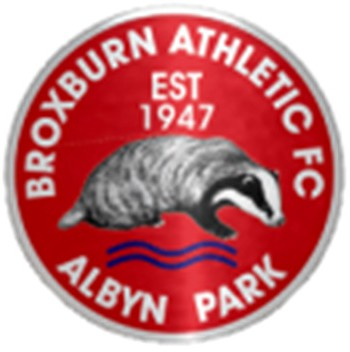 BROXBURN ATHLETIC FC
EST
1947
ALBYN PARK